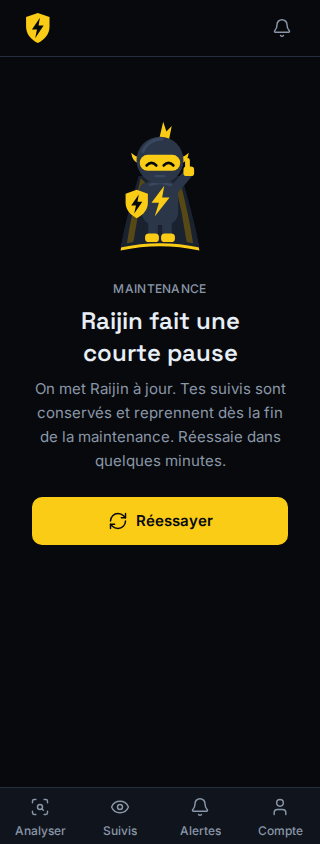 MAINTENANCE
Raijin fait une
courte pause
On met Raijin à jour. Tes suivis sont
conservés et reprennent dès la fin
de la maintenance. Réessaie dans
quelques minutes.
Réessayer
Analyser
Suivis
Alertes
Compte